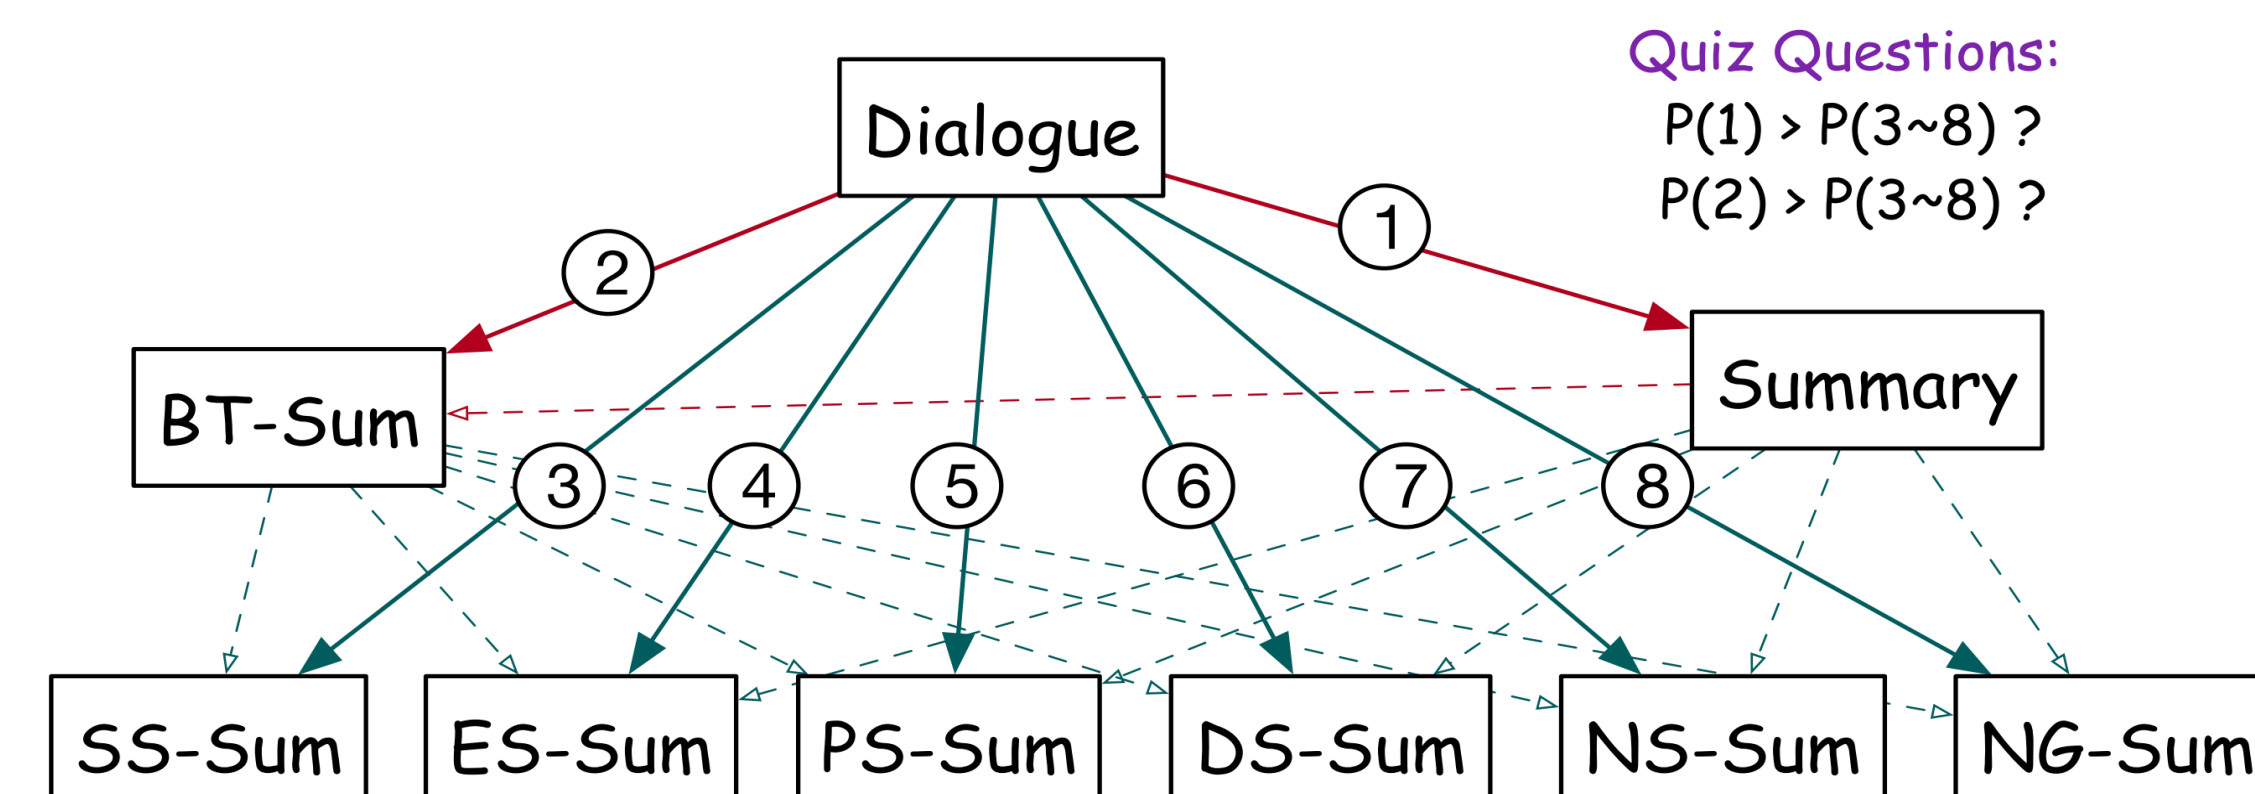 Quiz Questions:
P(1) > P(3~8) ?
P(2) > P(3~8) ?
Dialogue
1
2
Summary
BT-Sum
3
4
5
6
7
8
SS-Sum
ES-Sum
PS-Sum
DS-Sum
NS-Sum
NG-Sum